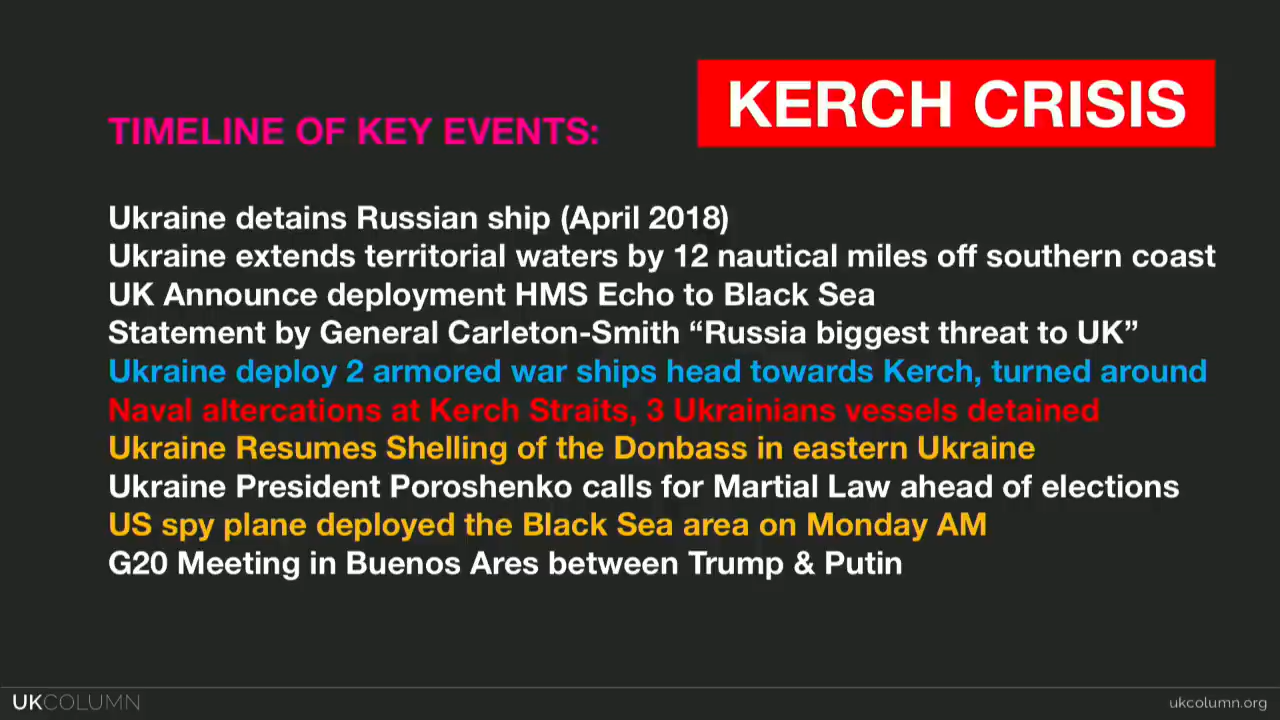 KERCH CRISIS
TIMELINE OF KEY EVENTS:
Ukraine detains Russian ship (April 2018)
Ukraine extends territorial waters by 12 nautical miles off southern coast
UK Announce deployment HMS Echo to Black Sea
Statement by General Carleton-Smith “Russia biggest threat to UK”
Ukraine deploy 2 armored war ships head towards Kerch, turned around
Naval altercations at Kerch Straits, 3 Ukrainians vessels detained
Ukraine Resumes Shelling of the Donbass in eastern Ukraine
Ukraine President Poroshenko calls for Martial Law ahead of elections
US spy plane deployed the Black Sea area on Monday AM
G20 Meeting in Buenos Ares between Trump & Putin
UKCOLUMN
ukcolumn.org